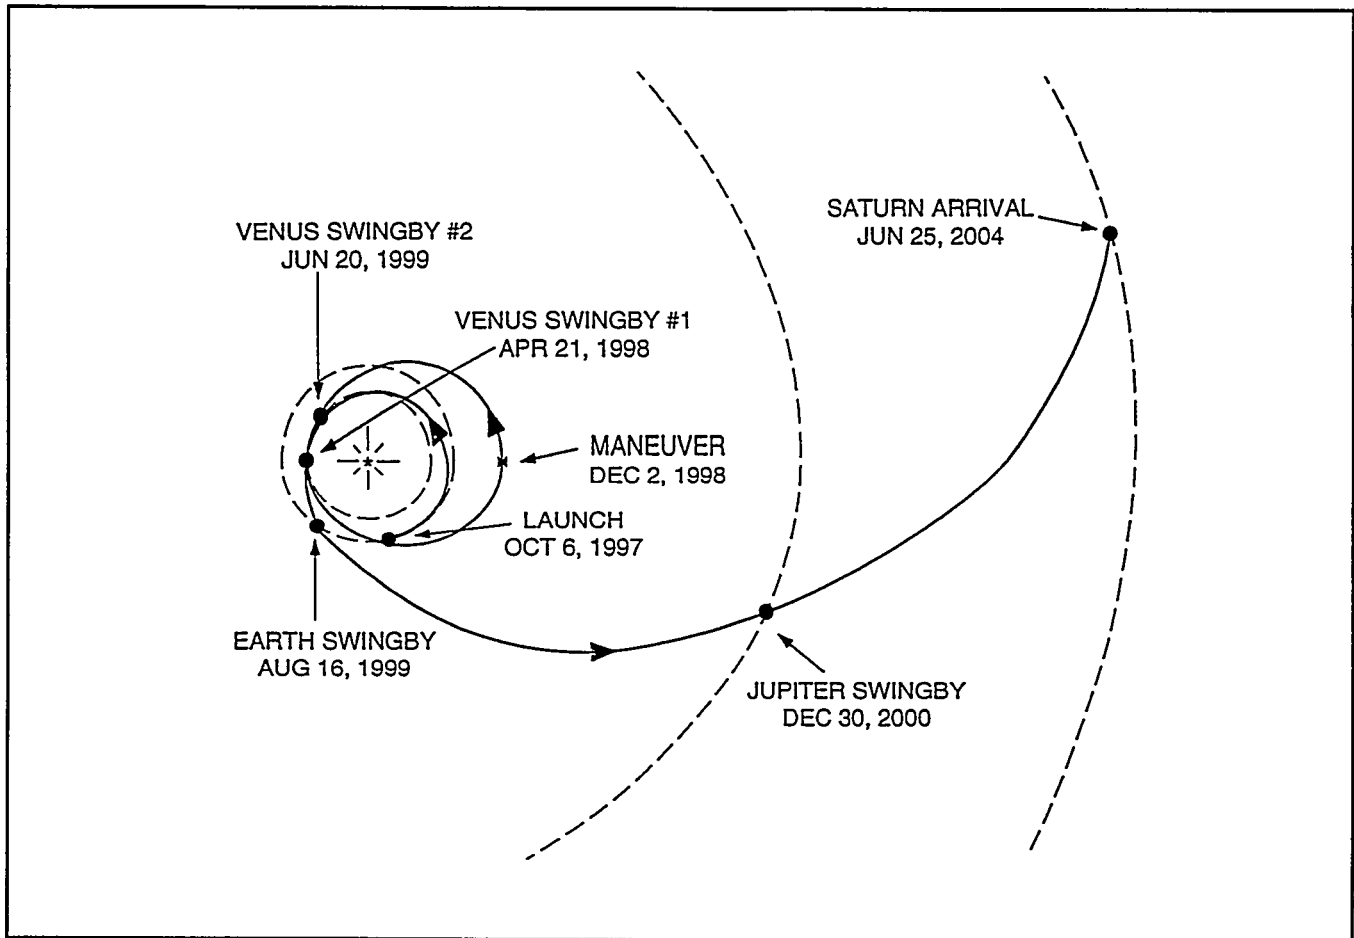 SATURN ARRIVAL
JUN 25, 2004
VENUS SWINGBY #2
JUN 20, 1999
VENUS SWINGBY #1
APR 21, 1998
MANEUVER
DEC 2, 1998
LAUNCH
OCT 6, 1997
EARTH SWINGBY
AUG 16, 1999
JUPITER SWINGBY
DEC 30, 2000